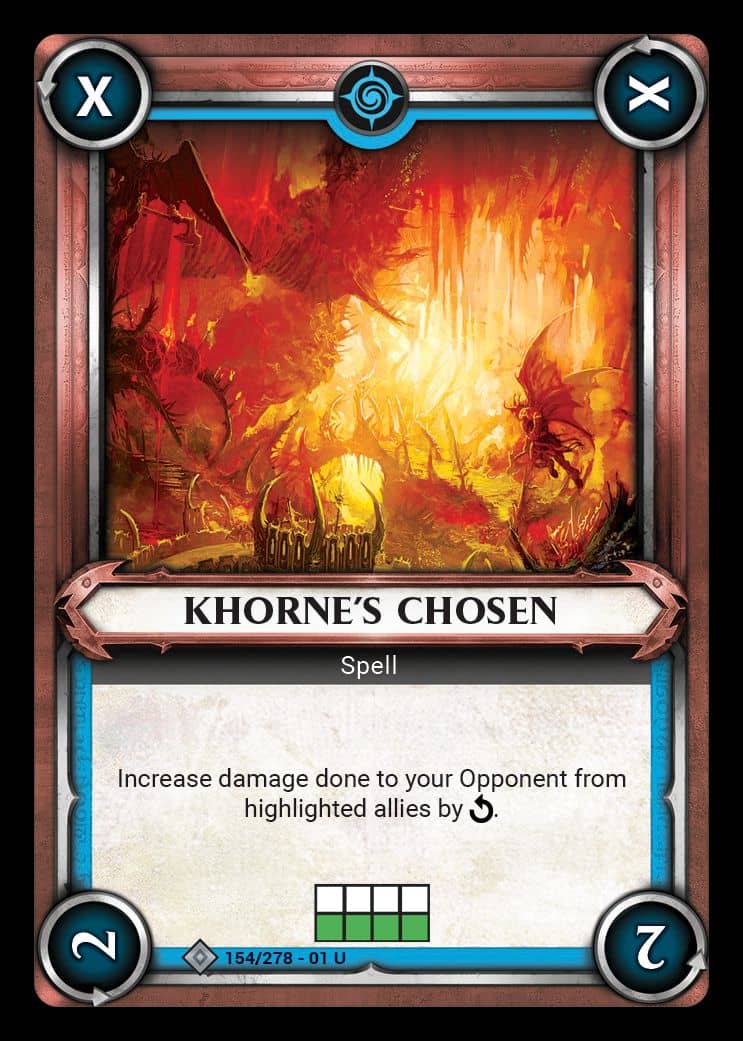 X X
KHORNE'S CHOSEN
Spell
Increase damage done to your Opponent from
highlighted allies by .
2 2
154/278 - 01 U